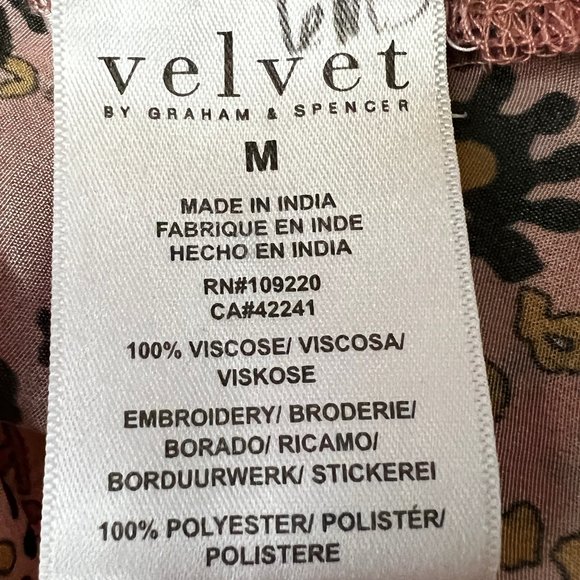 velvet
BY GRAHAM & SPENCER
M
MADE IN INDIA
FABRIQUE EN INDE
HECHO EN INDIA
RN#109220
CA#42241
100% VISCOSE/ VISCOSA/
VISKOSE
EMBROIDERY/ BRODERIE/
BORADO/ RICAMO/
BORDUURWERK/ STICKEREI
100% POLYESTER/ POLISTÉR/
POLISTERE